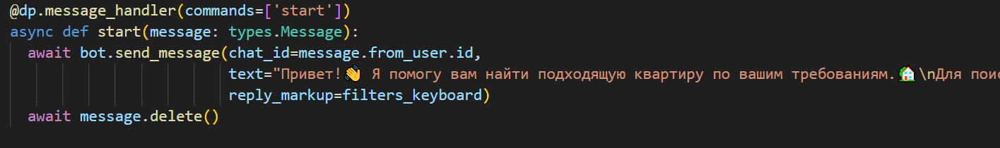 @dp.message_handler(commands=['start'])
async def start(message: types.Message):
await bot.send_message(chat_id=message.from_user.id,
text="Привет!👋 Я помогу вам найти подходящую квартиру по вашим требованиям.🏡\nДля
reply_markup=filters_keyboard)
await message.delete()